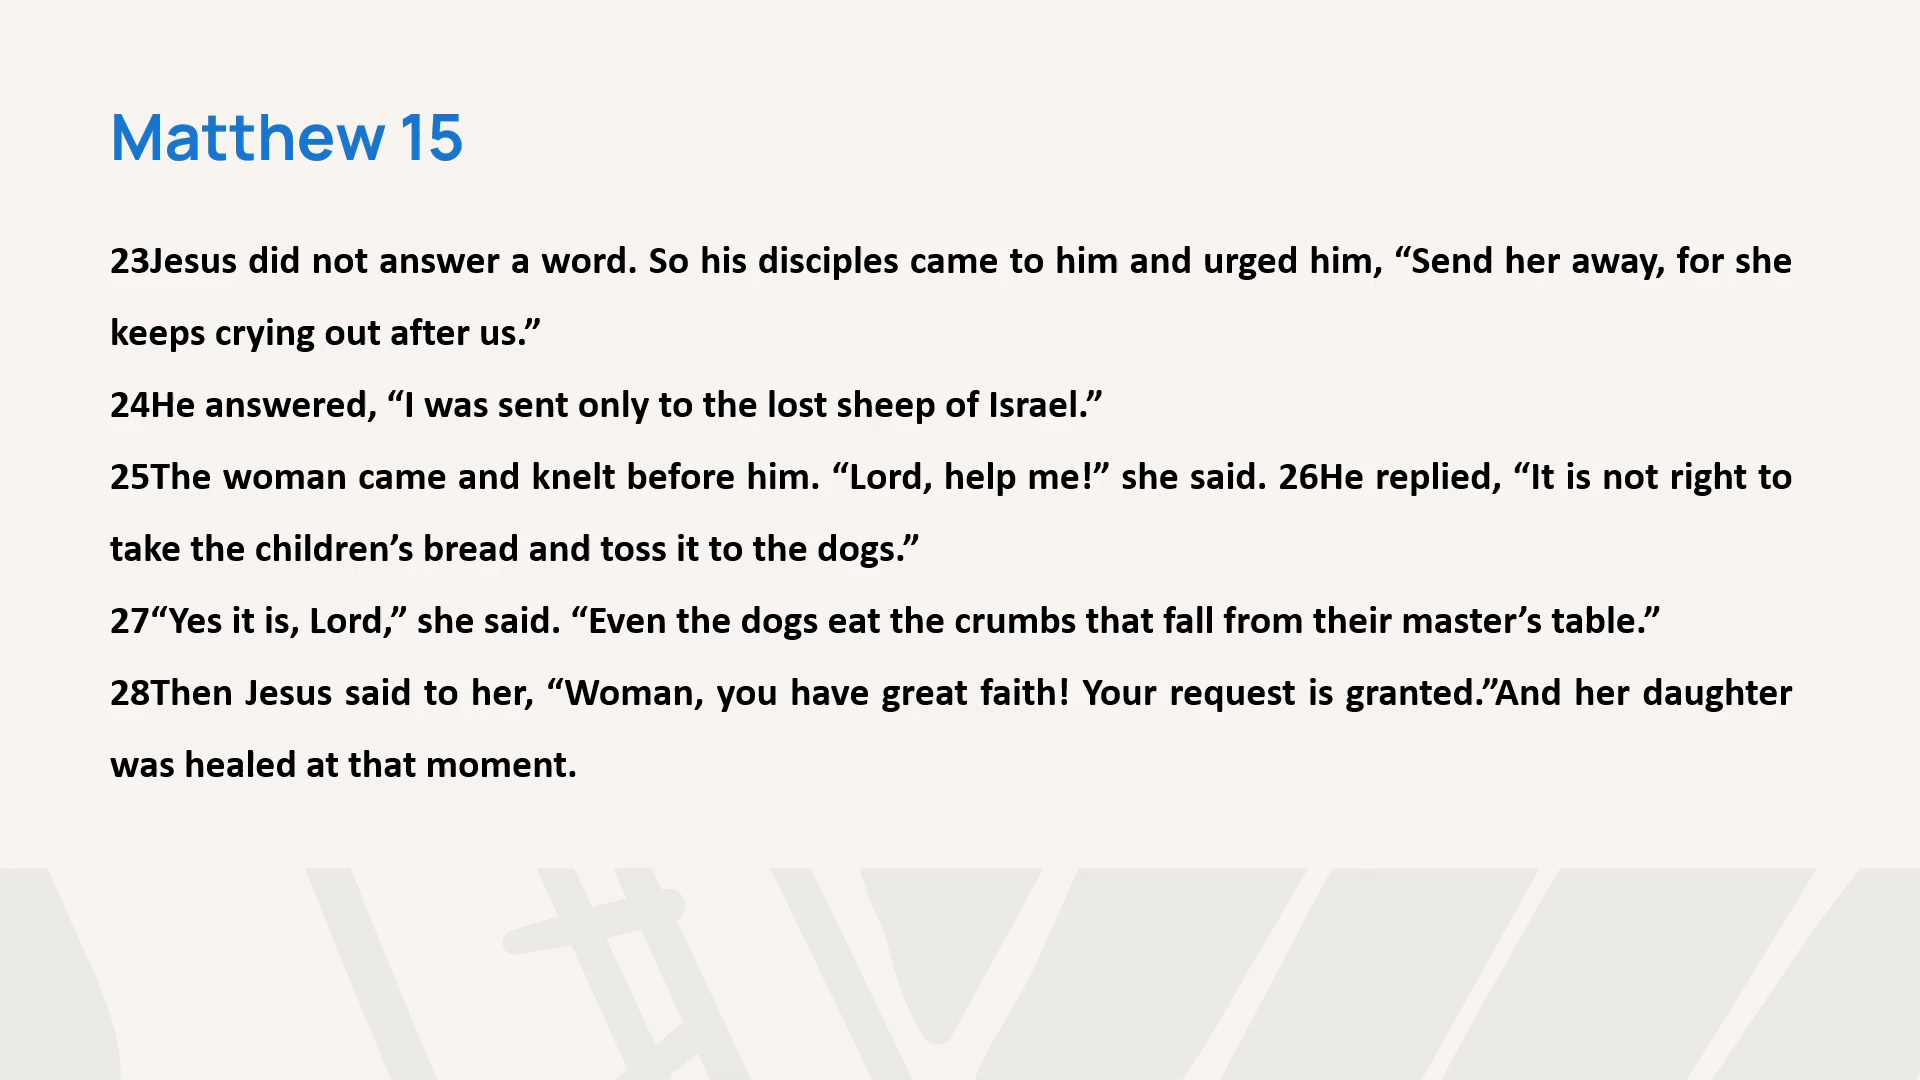 Matthew 15
23Jesus did not answer a word. So his disciples came to him and urged him, “Send her away, for she
keeps crying out after us.”
24He answered, “I was sent only to the lost sheep of Israel.”
25The woman came and knelt before him. “Lord, help me!” she said. 26He replied, “It is not right to
take the children’s bread and toss it to the dogs.”
27“Yes it is, Lord,” she said. “Even the dogs eat the crumbs that fall from their master’s table.”
28Then Jesus said to her, “Woman, you have great faith! Your request is granted.”And her daughter
was healed at that moment.